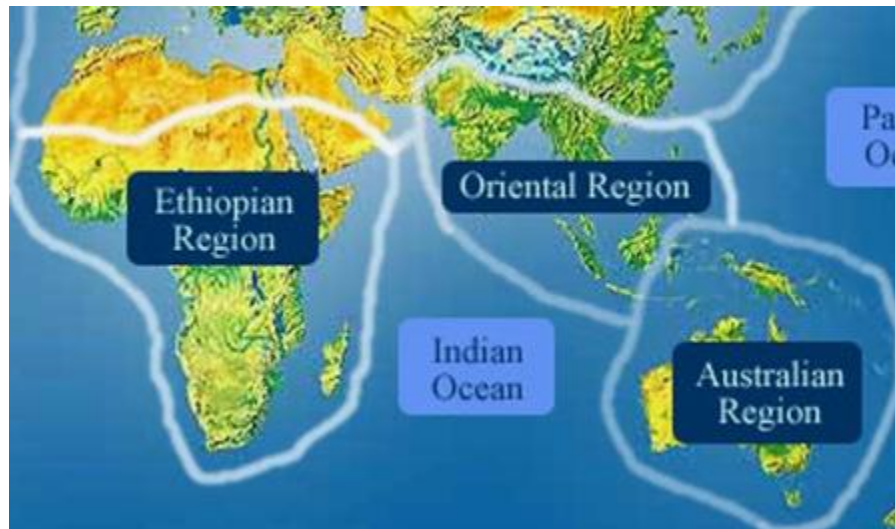 Ethiopian
Region
Oriental Region
Indian
Ocean
Australian
Region